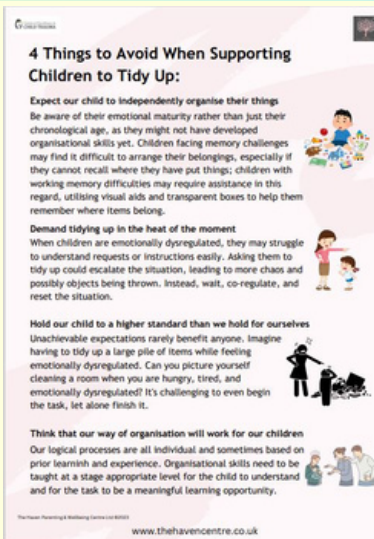 4 Things to Avoid When Supporting
Children to Tidy Up:
Expect our child to independently organise their things
Be aware of their emotional maturity rather than just their
chronological age, as they might not have developed
organisational skills yet. Children facing memory challenges
may find it difficult to arrange their belongings, especially if
they cannot recall where they have put things; children with
working memory difficulties may require assistance in this
regard, utilising visual aids and transparent boxes to help them
remember where items belong.
Demand tidying up in the heat of the moment
When children are emotionally dysregulated, they may struggle
to understand requests or instructions easily. Asking them to
tidy up could escalate the situation, leading to more chaos and
possibly objects being thrown. Instead, wait, co-regulate, and
reset the situation.
Hold our child to a higher standard than we hold for ourselves
Unachievable expectations rarely benefit anyone. Imagine
having to tidy up a large pile of items while feeling
emotionally dysregulated. Can you picture yourself
cleaning a room when you are hungry, tired, and
emotionally dysregulated? It's challenging to even begin
the task, let alone finish it.
Think that our way of organisation will work for our children
Our logical processes are all individual and sometimes based on
prior learninh and experience. Organisational skills need to be
taught at a stage appropriate level for the child to understand
and for the task to be a meaningful learning opportunity.
The Haven Parenting & Wellbeing Centre Ltd ©2023
www.thehavencentre.co.uk